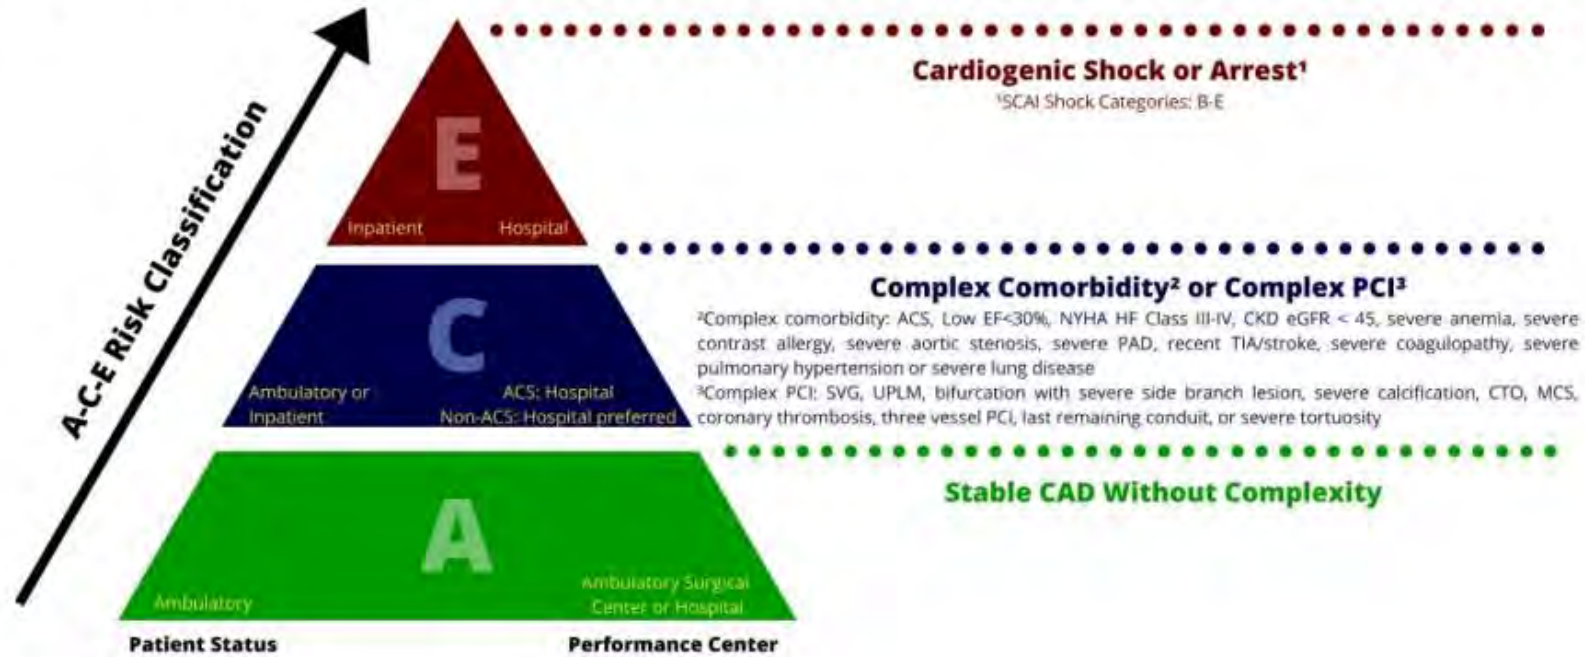 A-C-E Risk Classification
E
Inpatient
Hospital
Cardiogenic Shock or Arrest¹
¹SCAI Shock Categories: B-E
C
Ambulatory or
Inpatient
ACS: Hospital
Non-ACS: Hospital preferred
Complex Comorbidity² or Complex PCI³
²Complex comorbidity: ACS, Low EF<30%, NYHA HF Class III-IV, CKD eGFR < 45, severe anemia, severe
contrast allergy, severe aortic stenosis, severe PAD, recent TIA/stroke, severe coagulopathy, severe
pulmonary hypertension or severe lung disease
³Complex PCI: SVG, UPLM, bifurcation with severe side branch lesion, severe calcification, CTO, MCS,
coronary thrombosis, three vessel PCI, last remaining conduit, or severe tortuosity
A
Ambulatory
Ambulatory Surgical
Center or Hospital
Stable CAD Without Complexity
Patient Status
Performance Center